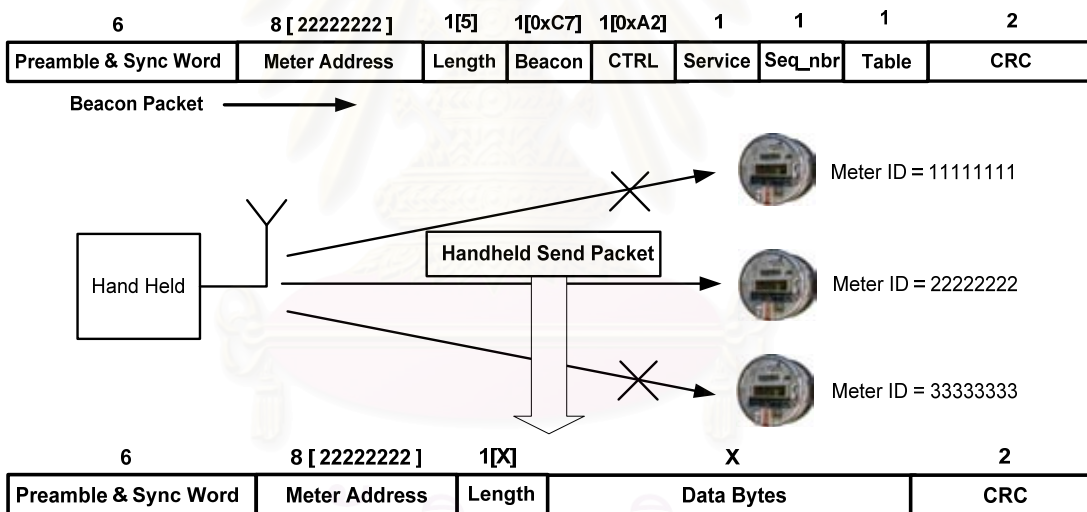 6 8 [ 22222222 ] 1[5] 1[0xC7] 1[0xA2] 1 1 1 2
Preamble & Sync Word Meter Address Length Beacon CTRL Service Seq_nbr Table CRC
Beacon Packet
Meter ID = 11111111
Handheld Send Packet
Hand Held
Meter ID = 22222222
Meter ID = 33333333
6 8 [ 22222222 ] 1[X] X 2
Preamble & Sync Word Meter Address Length Data Bytes CRC